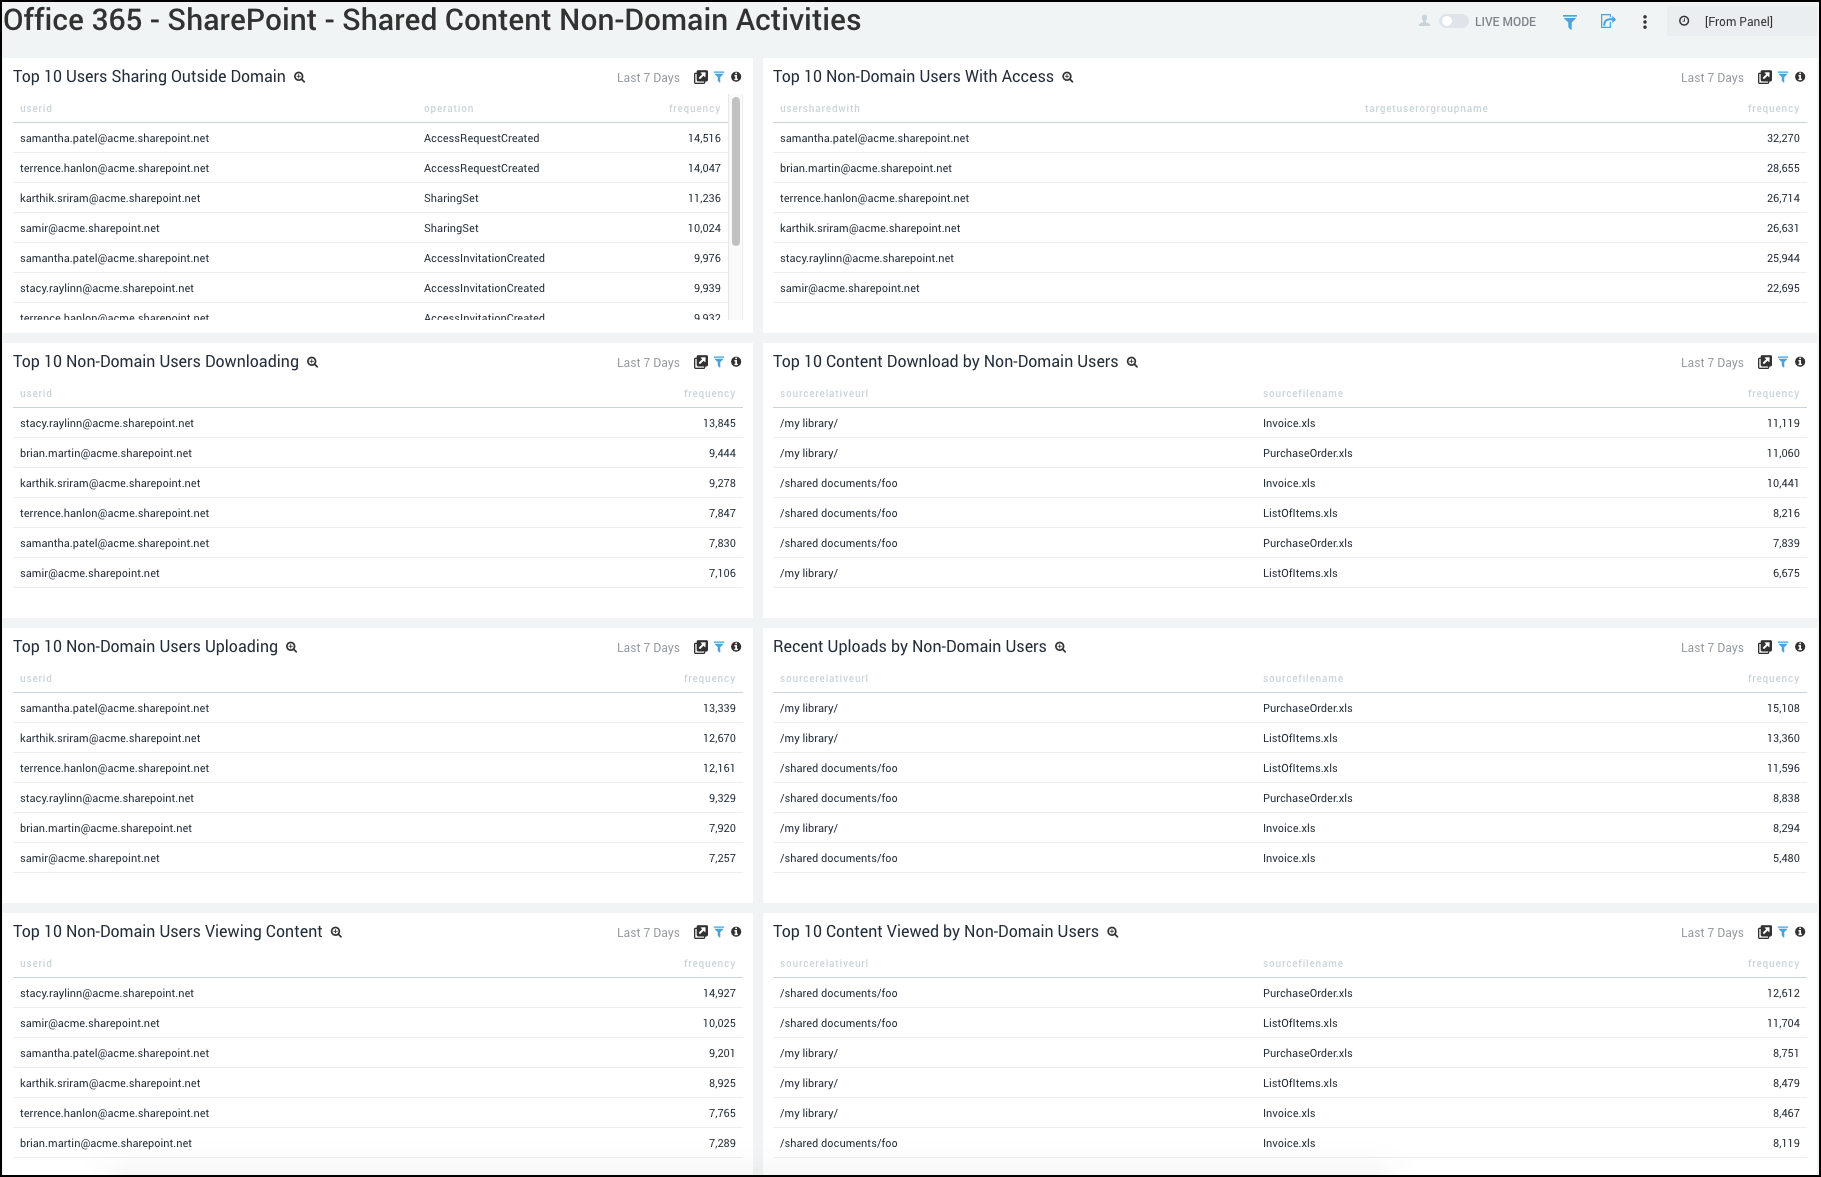 Office 365 - SharePoint - Shared Content Non-Domain Activities
LIVE MODE
[From Panel]
Top 10 Users Sharing Outside Domain
Last 7 Days
userid operation frequency
samantha.patel@acme.sharepoint.net AccessRequestCreated 14,516
terrence.hanlon@acme.sharepoint.net AccessRequestCreated 14,047
karthik.sriram@acme.sharepoint.net SharingSet 11,236
samir@acme.sharepoint.net SharingSet 10,024
samantha.patel@acme.sharepoint.net AccessInvitationCreated 9,976
stacy.raylinn@acme.sharepoint.net AccessInvitationCreated 9,939
terrence.hanlon@acme.sharepoint.net AccessInvitationCreated 9,932
Top 10 Non-Domain Users With Access
Last 7 Days
usersharedwith targetuserorgroupname frequency
samantha.patel@acme.sharepoint.net 32,270
brian.martin@acme.sharepoint.net 28,655
terrence.hanlon@acme.sharepoint.net 26,714
karthik.sriram@acme.sharepoint.net 26,631
stacy.raylinn@acme.sharepoint.net 25,944
samir@acme.sharepoint.net 22,695
Top 10 Non-Domain Users Downloading
Last 7 Days
userid frequency
stacy.raylinn@acme.sharepoint.net 13,845
brian.martin@acme.sharepoint.net 9,444
karthik.sriram@acme.sharepoint.net 9,278
terrence.hanlon@acme.sharepoint.net 7,847
samantha.patel@acme.sharepoint.net 7,830
samir@acme.sharepoint.net 7,106
Top 10 Content Download by Non-Domain Users
Last 7 Days
sourcerelativeurl sourcefilename frequency
/my library/ Invoice.xls 11,119
/my library/ PurchaseOrder.xls 11,060
/shared documents/foo Invoice.xls 10,441
/shared documents/foo ListOfItems.xls 8,216
/shared documents/foo PurchaseOrder.xls 7,839
/my library/ ListOfItems.xls 6,675
Top 10 Non-Domain Users Uploading
Last 7 Days
userid frequency
samantha.patel@acme.sharepoint.net 13,339
karthik.sriram@acme.sharepoint.net 12,670
terrence.hanlon@acme.sharepoint.net 12,161
stacy.raylinn@acme.sharepoint.net 9,329
brian.martin@acme.sharepoint.net 7,920
samir@acme.sharepoint.net 7,257
Recent Uploads by Non-Domain Users
Last 7 Days
sourcerelativeurl sourcefilename frequency
/my library/ PurchaseOrder.xls 15,108
/my library/ ListOfItems.xls 13,360
/shared documents/foo ListOfItems.xls 11,596
/shared documents/foo PurchaseOrder.xls 8,838
/my library/ Invoice.xls 8,294
/shared documents/foo Invoice.xls 5,480
Top 10 Non-Domain Users Viewing Content
Last 7 Days
userid frequency
stacy.raylinn@acme.sharepoint.net 14,927
samir@acme.sharepoint.net 10,025
samantha.patel@acme.sharepoint.net 9,201
karthik.sriram@acme.sharepoint.net 8,925
terrence.hanlon@acme.sharepoint.net 7,765
brian.martin@acme.sharepoint.net 7,289
Top 10 Content Viewed by Non-Domain Users
Last 7 Days
sourcerelativeurl sourcefilename frequency
/shared documents/foo PurchaseOrder.xls 12,612
/shared documents/foo ListOfItems.xls 11,704
/my library/ PurchaseOrder.xls 8,751
/my library/ ListOfItems.xls 8,479
/my library/ Invoice.xls 8,467
/shared documents/foo Invoice.xls 8,119